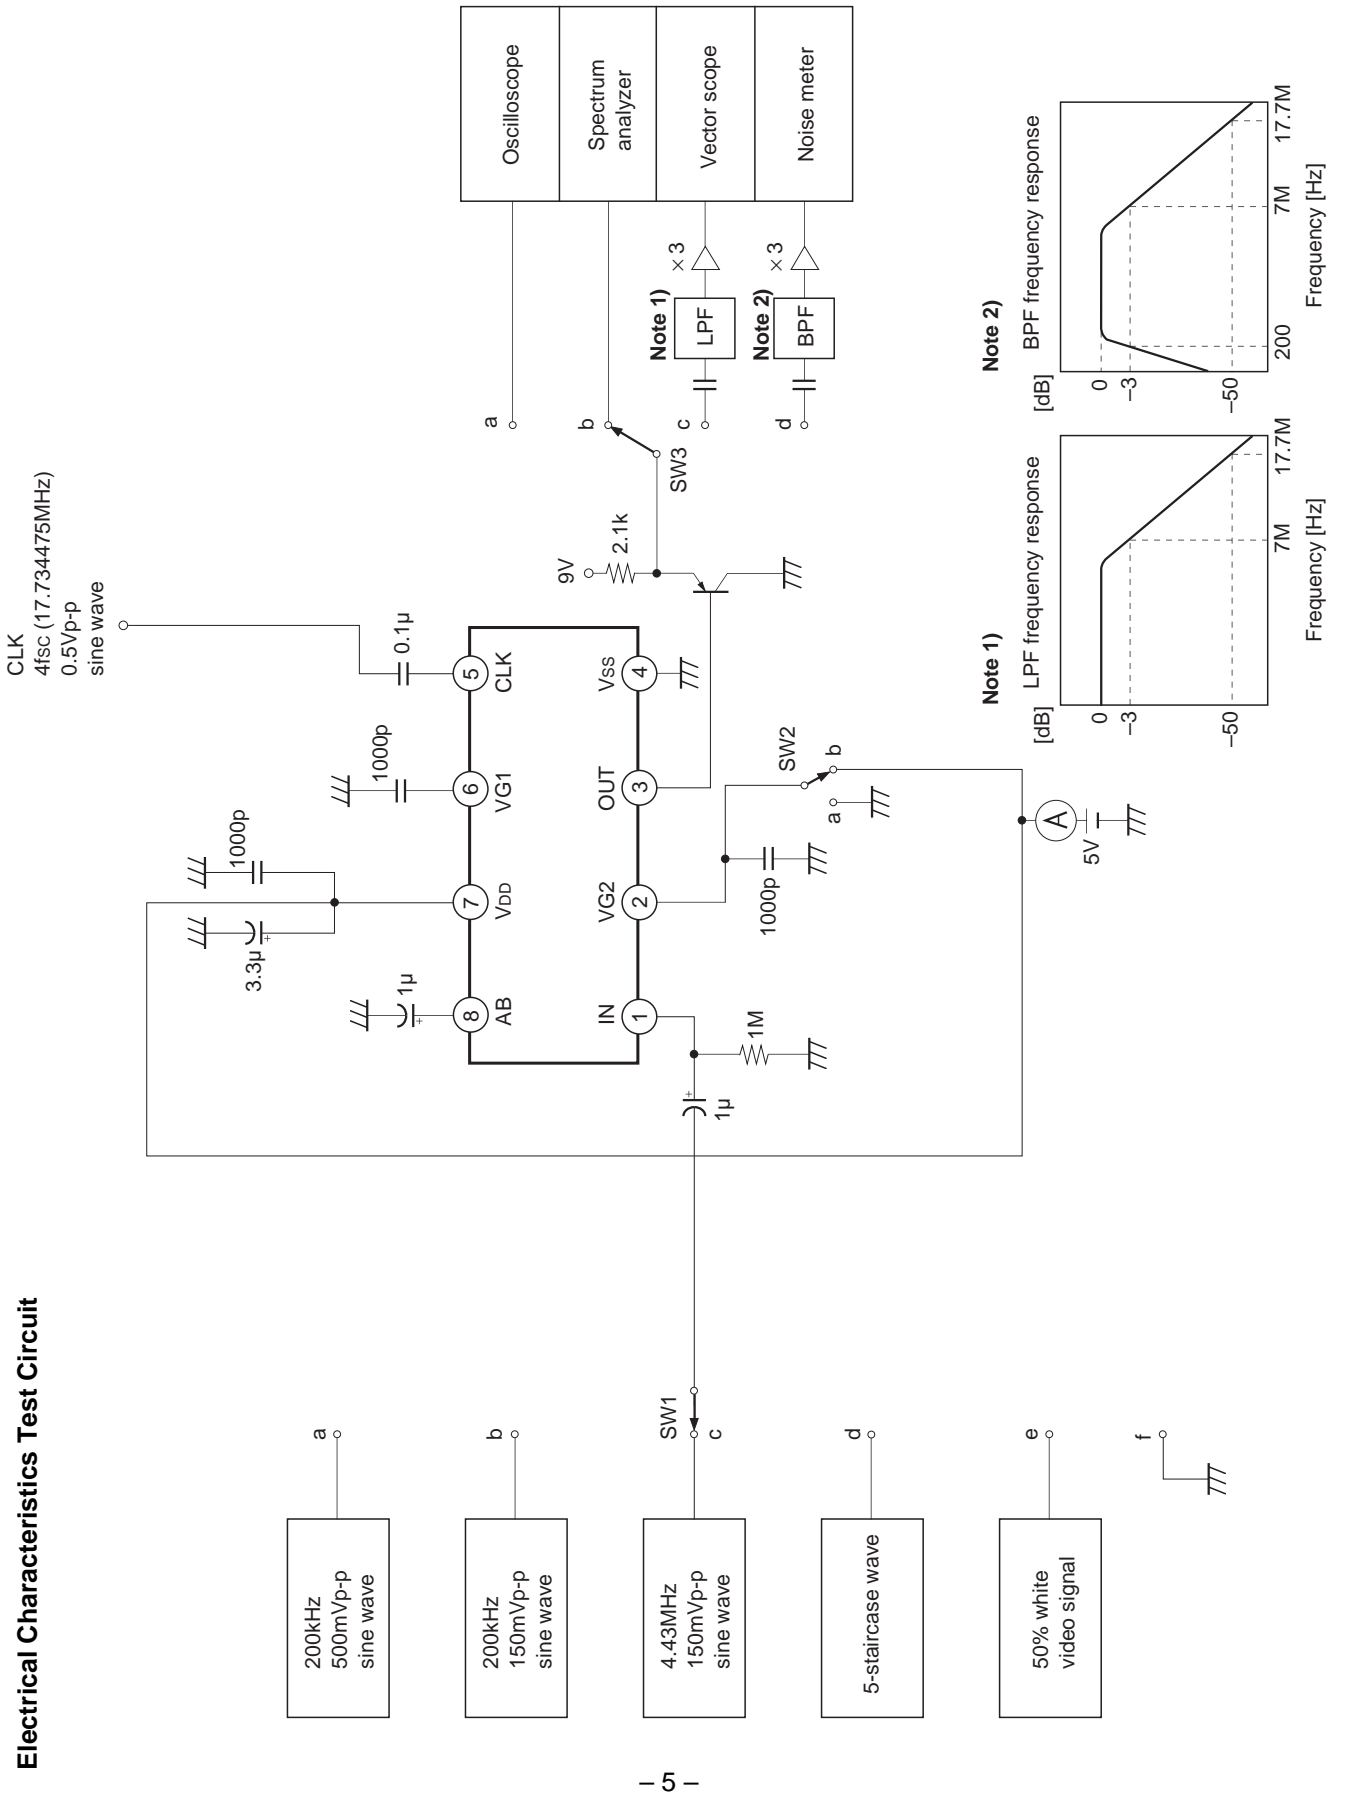 Electrical Characteristics Test Circuit
200kHz
500mVp-p
sine wave
a
200kHz
150mVp-p
sine wave
b
4.43MHz
150mVp-p
sine wave
SW1
c
5-staircase wave
d
50% white
video signal
e
f
CLK
4fsc (17.734475MHz)
0.5Vp-p
sine wave
3.3µ
+
1000p
1000p
0.1µ
1µ
+
8
7
6
5
AB
VDD
VG1
CLK
IN
VG2
OUT
VSS
1
2
3
4
1µ
+
1M
1000p
SW2
a
b
A
5V
9V
2.1k
SW3
a
b
c
d
Note 1)
LPF
× 3
Note 2)
BPF
× 3
Oscilloscope
Spectrum
analyzer
Vector scope
Noise meter
Note 1)
LPF frequency response
[dB]
0
–3
–50
7M
17.7M
Frequency [Hz]
Note 2)
BPF frequency response
[dB]
0
–3
–50
200
7M
17.7M
Frequency [Hz]
– 5 –